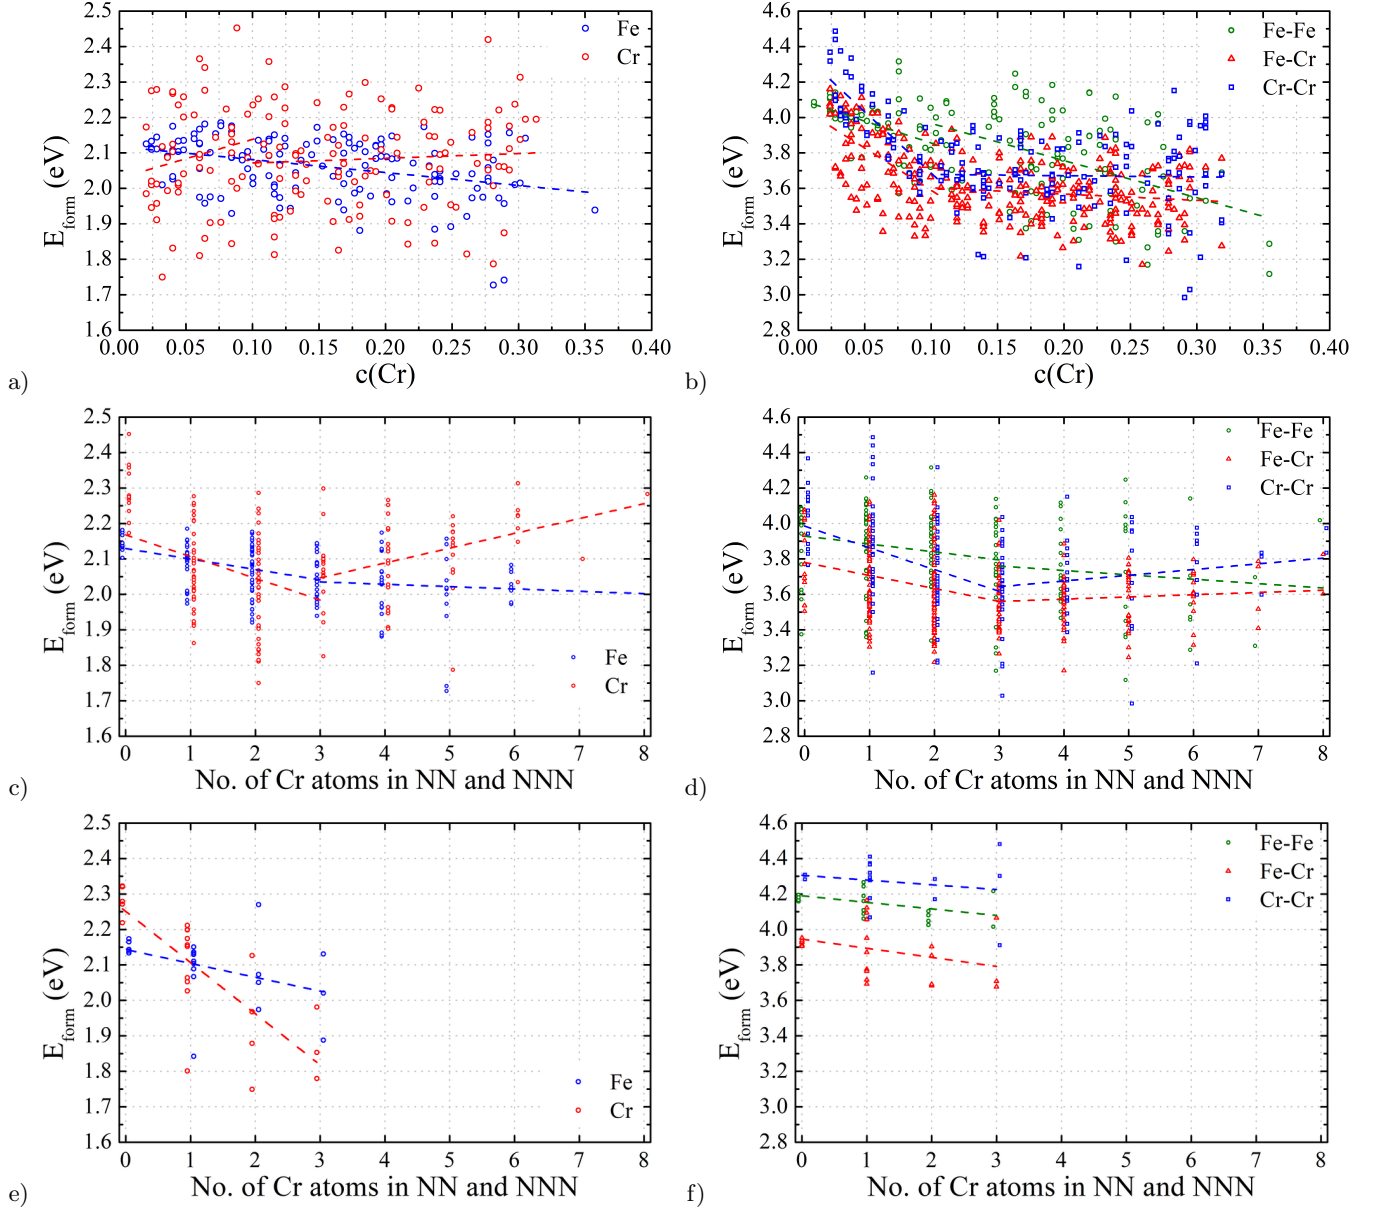 2.5
2.4
2.3
2.2
2.1
2.0
1.9
1.8
1.7
1.6
E_form (eV)
Fe
Cr
0.00 0.05 0.10 0.15 0.20 0.25 0.30 0.35 0.40
c(Cr)
a)
4.6
4.4
4.2
4.0
3.8
3.6
3.4
3.2
3.0
2.8
E_form (eV)
Fe-Fe
Fe-Cr
Cr-Cr
0.00 0.05 0.10 0.15 0.20 0.25 0.30 0.35 0.40
c(Cr)
b)
2.5
2.4
2.3
2.2
2.1
2.0
1.9
1.8
1.7
1.6
E_form (eV)
Fe
Cr
0 1 2 3 4 5 6 7 8
No. of Cr atoms in NN and NNN
c)
4.6
4.4
4.2
4.0
3.8
3.6
3.4
3.2
3.0
2.8
E_form (eV)
Fe-Fe
Fe-Cr
Cr-Cr
0 1 2 3 4 5 6 7 8
No. of Cr atoms in NN and NNN
d)
2.5
2.4
2.3
2.2
2.1
2.0
1.9
1.8
1.7
1.6
E_form (eV)
Fe
Cr
0 1 2 3 4 5 6 7 8
No. of Cr atoms in NN and NNN
e)
4.6
4.4
4.2
4.0
3.8
3.6
3.4
3.2
3.0
2.8
E_form (eV)
Fe-Fe
Fe-Cr
Cr-Cr
0 1 2 3 4 5 6 7 8
No. of Cr atoms in NN and NNN
f)